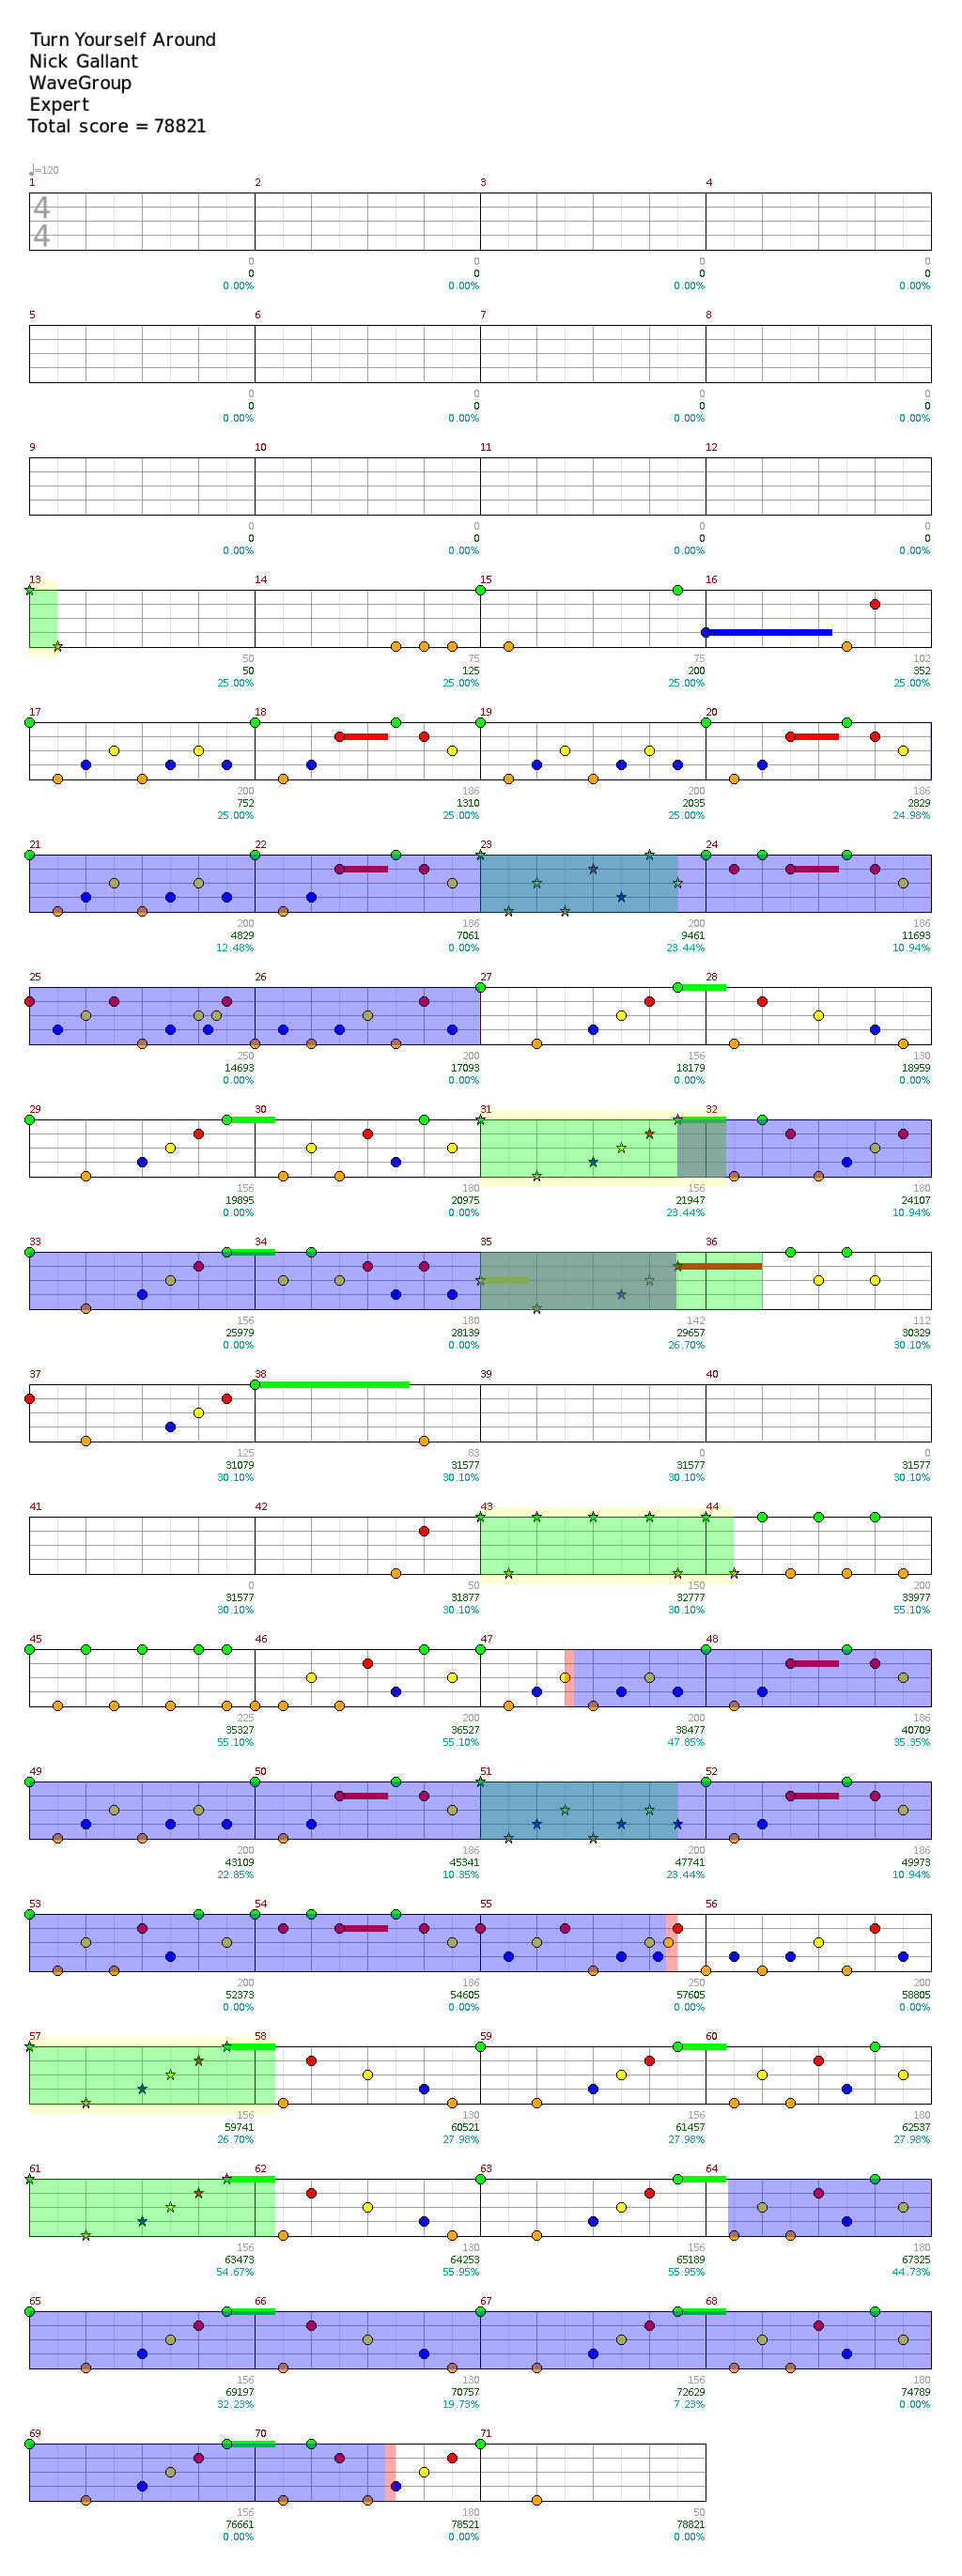 Turn Yourself Around
Nick Gallant
WaveGroup
Expert
Total score = 78821
♩=120
1 2 3 4
4
4
0 0 0 0
0 0 0 0
0.00% 0.00% 0.00% 0.00%
5 6 7 8
0 0 0 0
0 0 0 0
0.00% 0.00% 0.00% 0.00%
9 10 11 12
0 0 0 0
0 0 0 0
0.00% 0.00% 0.00% 0.00%
13 14 15 16
50 75 75 102
50 125 200 352
25.00% 25.00% 25.00% 25.00%
17 18 19 20
200 186 200 186
752 1310 2035 2829
25.00% 25.00% 25.00% 24.98%
21 22 23 24
200 186 200 186
4829 7061 9461 11693
12.48% 0.00% 23.44% 10.94%
25 26 27 28
250 200 156 130
14693 17093 18179 18959
0.00% 0.00% 0.00% 0.00%
29 30 31 32
156 180 156 180
19895 20975 21947 24107
0.00% 0.00% 23.44% 10.94%
33 34 35 36
156 180 142 112
25979 28139 29657 30329
0.00% 0.00% 26.70% 30.10%
37 38 39 40
125 83 0 0
31079 31577 31577 31577
30.10% 30.10% 30.10% 30.10%
41 42 43 44
0 50 150 200
31577 31877 32777 33977
30.10% 30.10% 30.10% 55.10%
45 46 47 48
225 200 200 186
35327 36527 38477 40709
55.10% 55.10% 47.85% 35.35%
49 50 51 52
200 186 200 186
43109 45341 47741 49973
22.85% 10.35% 23.44% 10.94%
53 54 55 56
200 186 250 200
52373 54605 57605 58805
0.00% 0.00% 0.00% 0.00%
57 58 59 60
156 130 156 180
59741 60521 61457 62537
26.70% 27.98% 27.98% 27.98%
61 62 63 64
156 130 156 180
63473 64253 65189 67325
54.67% 55.95% 55.95% 44.73%
65 66 67 68
156 130 156 180
69197 70757 72629 74789
32.23% 19.73% 7.23% 0.00%
69 70 71
156 180 50
76661 78521 78821
0.00% 0.00% 0.00%